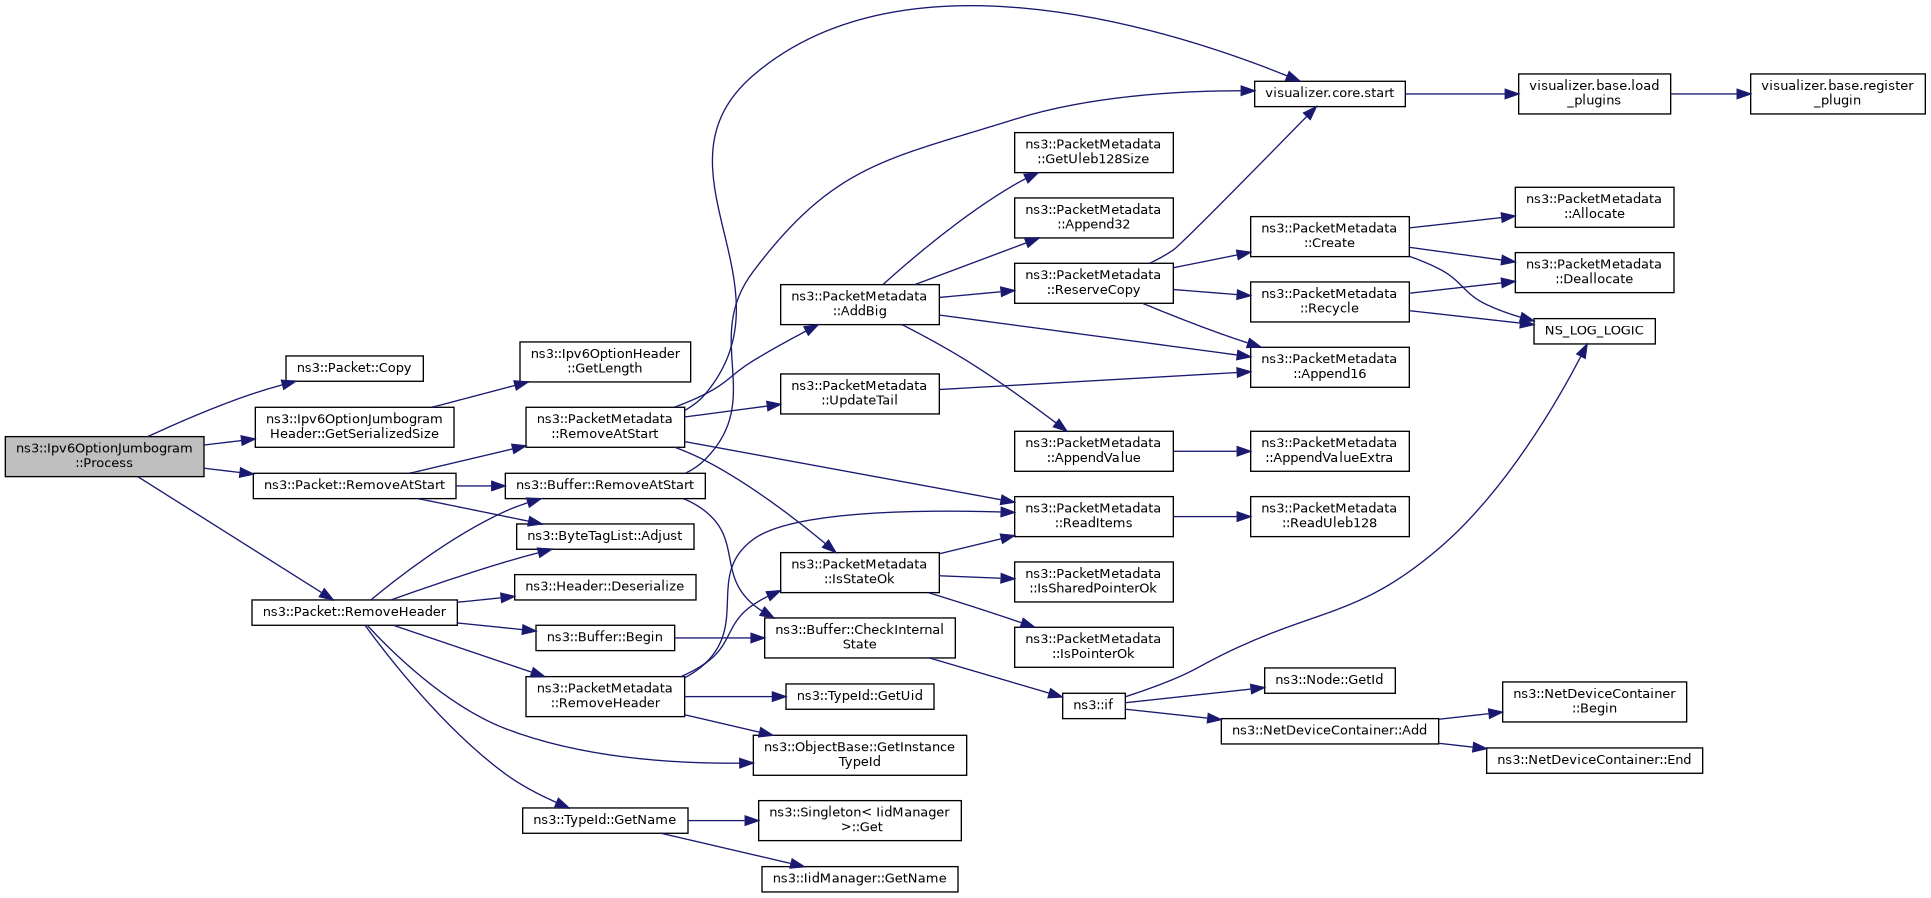 ns3::Ipv6OptionJumbogram
::Process
ns3::Packet::Copy
ns3::Ipv6OptionJumbogram
Header::GetSerializedSize
ns3::Packet::RemoveAtStart
ns3::Packet::RemoveHeader
ns3::Ipv6OptionHeader
::GetLength
ns3::PacketMetadata
::RemoveAtStart
ns3::Buffer::RemoveAtStart
ns3::ByteTagList::Adjust
ns3::Header::Deserialize
ns3::Buffer::Begin
ns3::PacketMetadata
::RemoveHeader
ns3::TypeId::GetName
ns3::PacketMetadata
::AddBig
ns3::PacketMetadata
::UpdateTail
ns3::PacketMetadata
::IsStateOk
ns3::Buffer::CheckInternal
State
ns3::TypeId::GetUid
ns3::ObjectBase::GetInstance
TypeId
ns3::Singleton< IidManager
>::Get
ns3::IidManager::GetName
ns3::PacketMetadata
::GetUleb128Size
ns3::PacketMetadata
::Append32
ns3::PacketMetadata
::ReserveCopy
ns3::PacketMetadata
::AppendValue
ns3::PacketMetadata
::ReadItems
ns3::PacketMetadata
::IsSharedPointerOk
ns3::PacketMetadata
::IsPointerOk
ns3::if
visualizer.core.start
ns3::PacketMetadata
::Create
ns3::PacketMetadata
::Recycle
ns3::PacketMetadata
::Append16
ns3::PacketMetadata
::AppendValueExtra
ns3::PacketMetadata
::ReadUleb128
ns3::Node::GetId
ns3::NetDeviceContainer::Add
visualizer.base.load
_plugins
ns3::PacketMetadata
::Allocate
ns3::PacketMetadata
::Deallocate
NS_LOG_LOGIC
ns3::NetDeviceContainer
::Begin
ns3::NetDeviceContainer::End
visualizer.base.register
_plugin